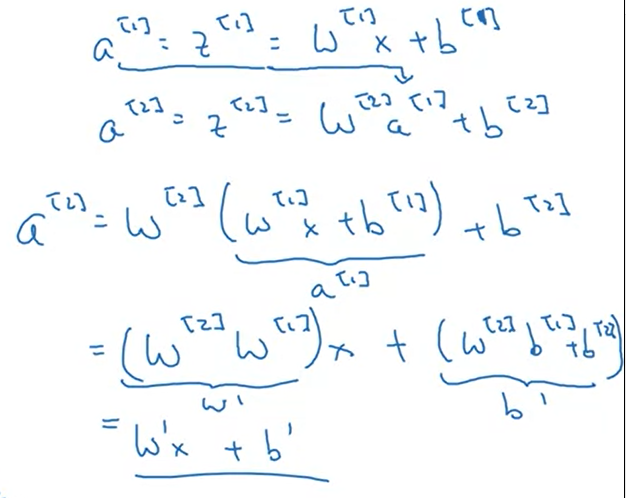 a^[1] = z^[1] = W^[1] x + b^[1]
a^[2] = z^[2] = W^[2] a^[1] + b^[2]
a^[2] = W^[2] (W^[1] x + b^[1]) + b^[2]
a^[1]
= (W^[2] W^[1]) x + (W^[2] b^[1] + b^[2])
W' b'
= W'x + b'